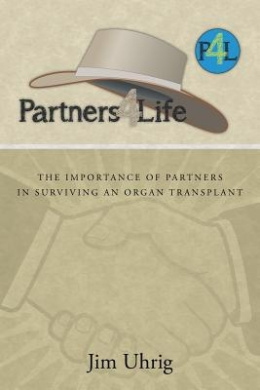 P4L
Partners4Life
THE IMPORTANCE OF PARTNERS
IN SURVIVING AN ORGAN TRANSPLANT
Jim Uhrig